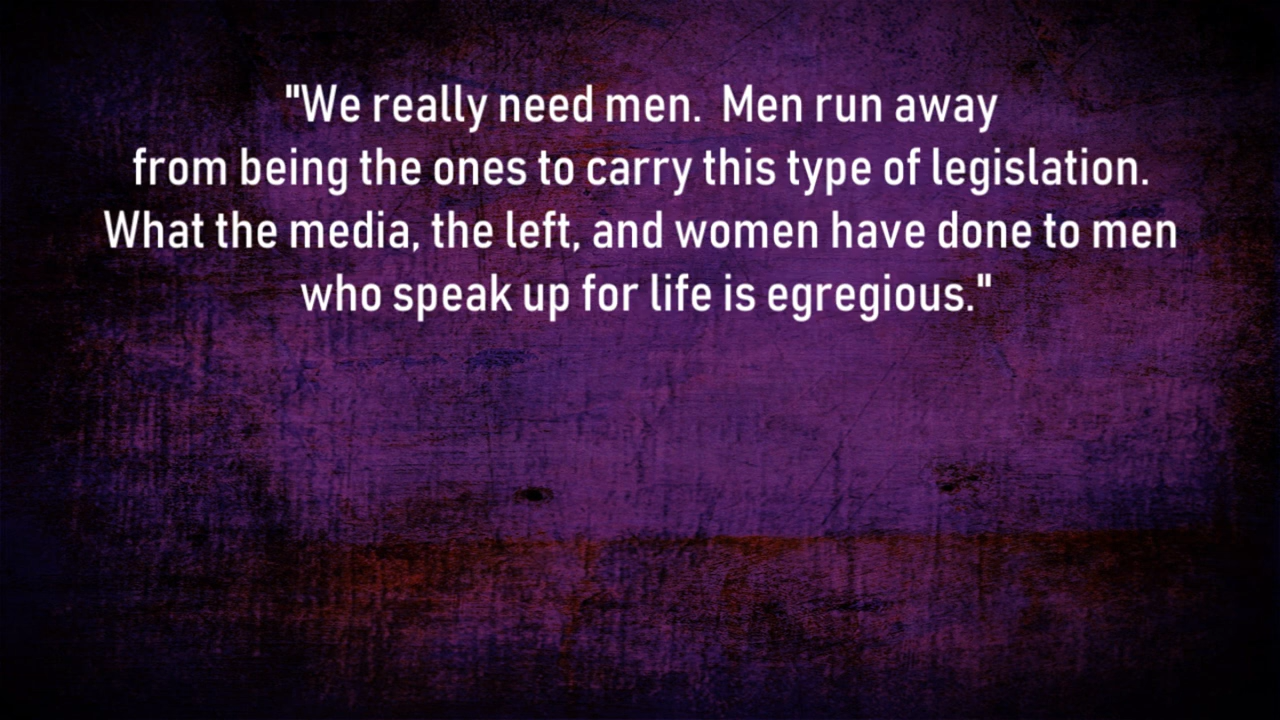 "We really need men.  Men run away
from being the ones to carry this type of legislation.
What the media, the left, and women have done to men
who speak up for life is egregious."